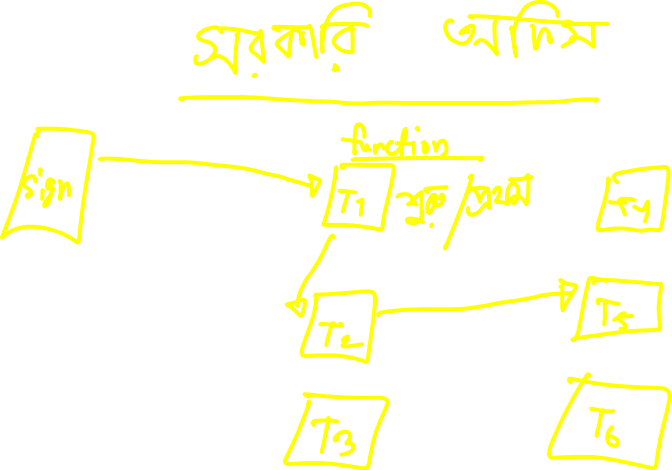 সরকারি অফিস
function
sign
T1 শুরু/প্রথম
T4
T2
T5
T3
T6